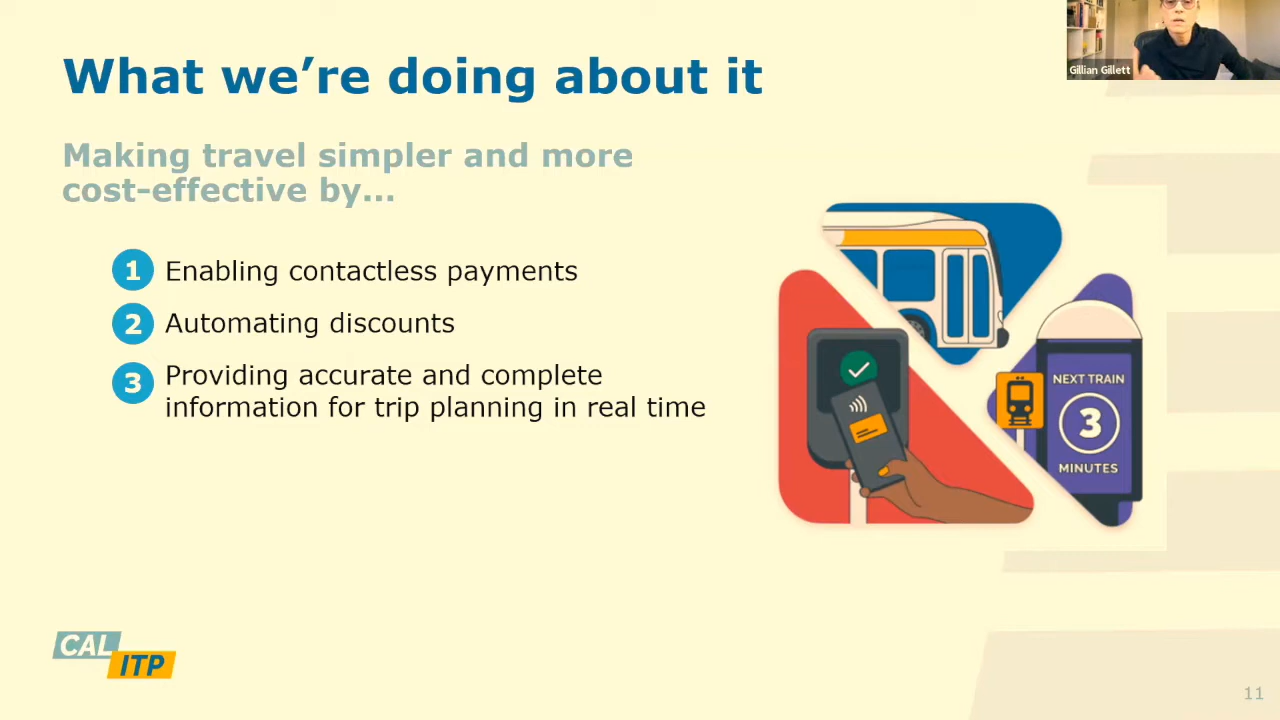 What we're doing about it
Gillian Gillett
Making travel simpler and more
cost-effective by...
1 Enabling contactless payments
2 Automating discounts
3 Providing accurate and complete
information for trip planning in real time
NEXT TRAIN
3
MINUTES
CAL
ITP
11